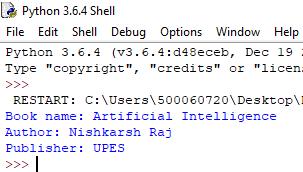 Python 3.6.4 Shell
File Edit Shell Debug Options Window Help
Python 3.6.4 (v3.6.4:d48eceb, Dec 19 2
Type "copyright", "credits" or "licen
>>>
RESTART: C:\Users\500060720\Desktop\
Book name: Artificial Intelligence
Author: Nishkarsh Raj
Publisher: UPES
>>>